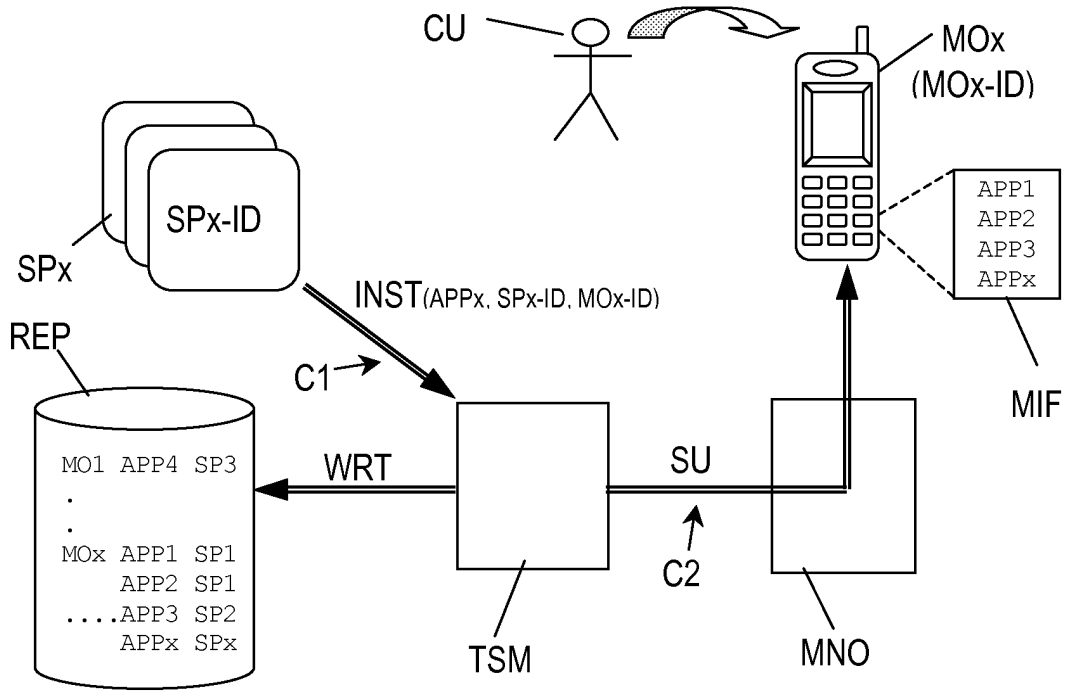 CU
MOx
(MOx-ID)
APP1
APP2
APP3
APPx
MIF
SPx-ID
SPx
INST(APPx, SPx-ID, MOx-ID)
C1
REP
MO1 APP4 SP3
.
.
MOx APP1 SP1
APP2 SP1
....APP3 SP2
APPx SPx
WRT
SU
C2
TSM
MNO